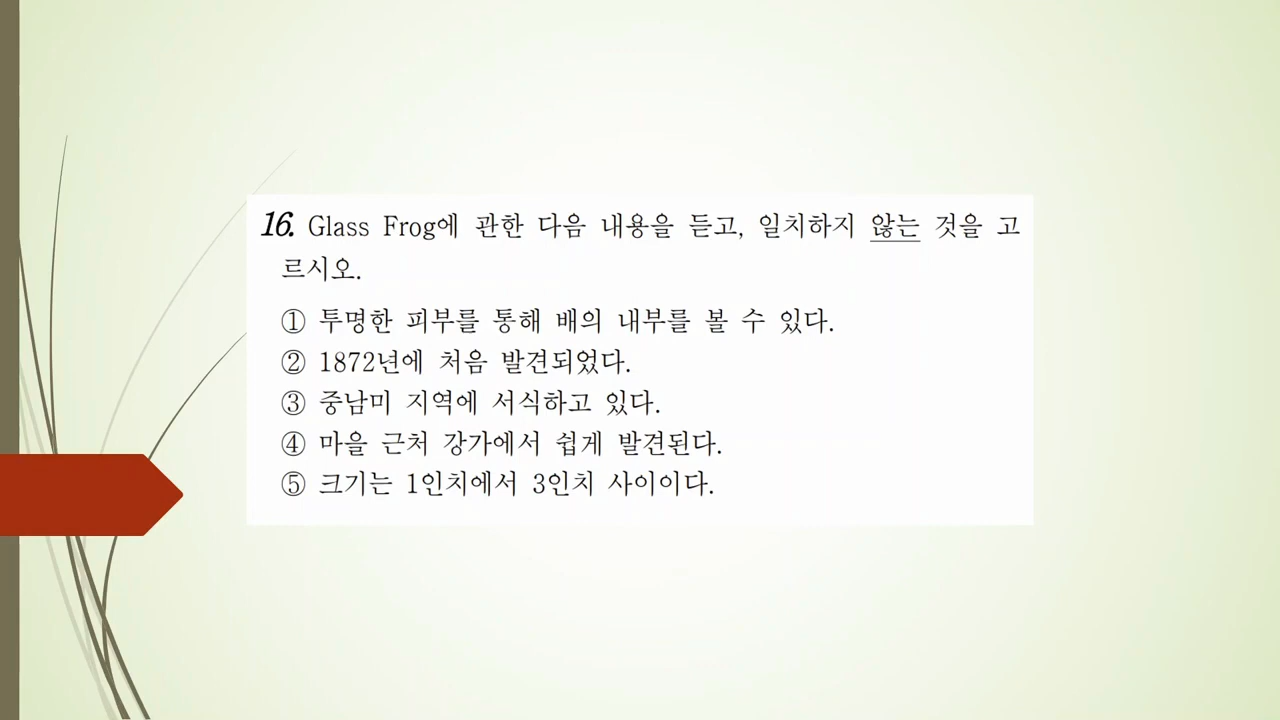 16. Glass Frog에 관한 다음 내용을 듣고, 일치하지 않는 것을 고
르시오.
① 투명한 피부를 통해 배의 내부를 볼 수 있다.
② 1872년에 처음 발견되었다.
③ 중남미 지역에 서식하고 있다.
④ 마을 근처 강가에서 쉽게 발견된다.
⑤ 크기는 1인치에서 3인치 사이이다.